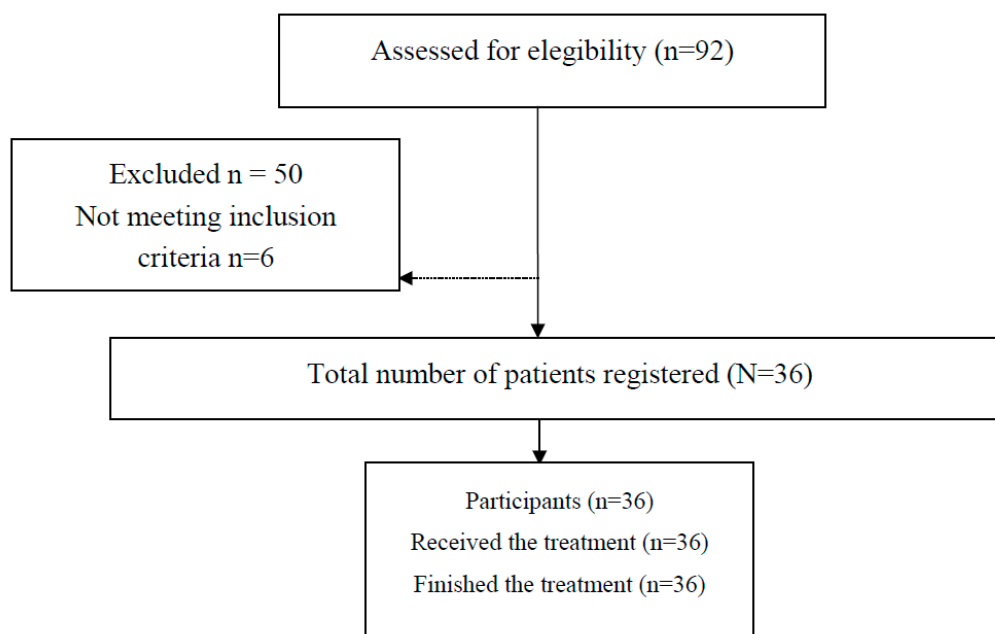 Assessed for elegibility (n=92)
Excluded n = 50
Not meeting inclusion
criteria n=6
Total number of patients registered (N=36)
Participants (n=36)
Received the treatment (n=36)
Finished the treatment (n=36)